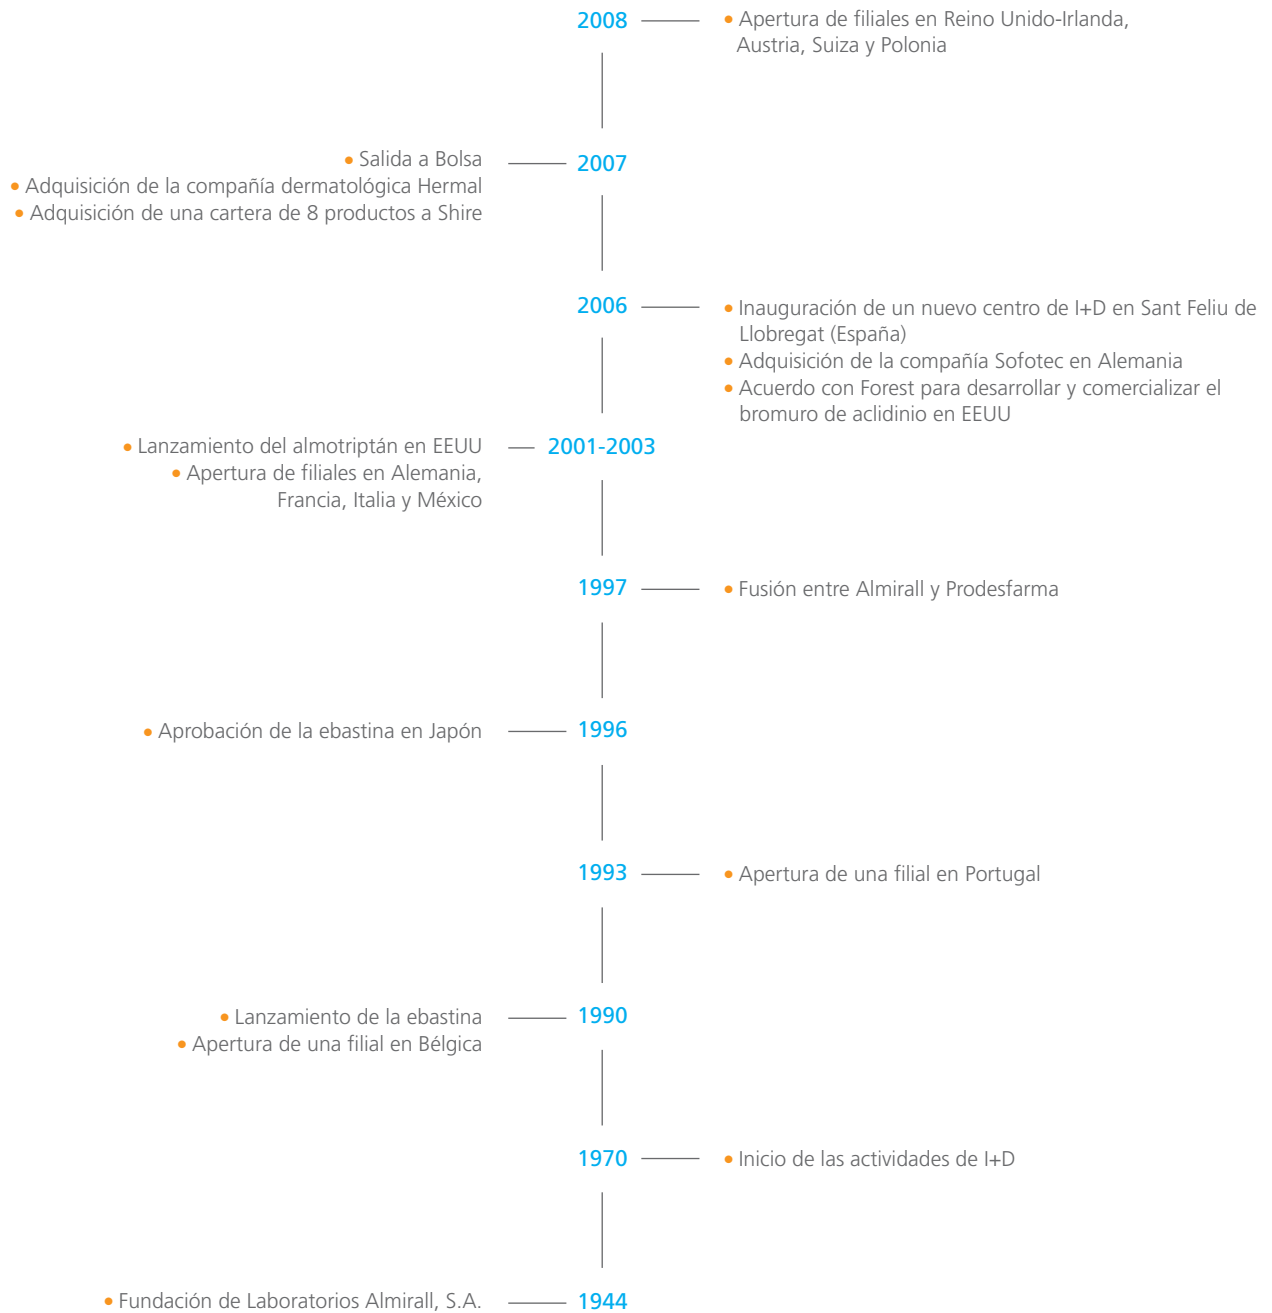 2008
• Apertura de filiales en Reino Unido-Irlanda,
Austria, Suiza y Polonia
• Salida a Bolsa
• Adquisición de la compañía dermatológica Hermal
• Adquisición de una cartera de 8 productos a Shire
2007
2006
• Inauguración de un nuevo centro de I+D en Sant Feliu de
Llobregat (España)
• Adquisición de la compañía Sofotec en Alemania
• Acuerdo con Forest para desarrollar y comercializar el
bromuro de aclidinio en EEUU
• Lanzamiento del almotriptán en EEUU
• Apertura de filiales en Alemania,
Francia, Italia y México
2001-2003
1997
• Fusión entre Almirall y Prodesfarma
• Aprobación de la ebastina en Japón
1996
1993
• Apertura de una filial en Portugal
• Lanzamiento de la ebastina
• Apertura de una filial en Bélgica
1990
1970
• Inicio de las actividades de I+D
• Fundación de Laboratorios Almirall, S.A.
1944